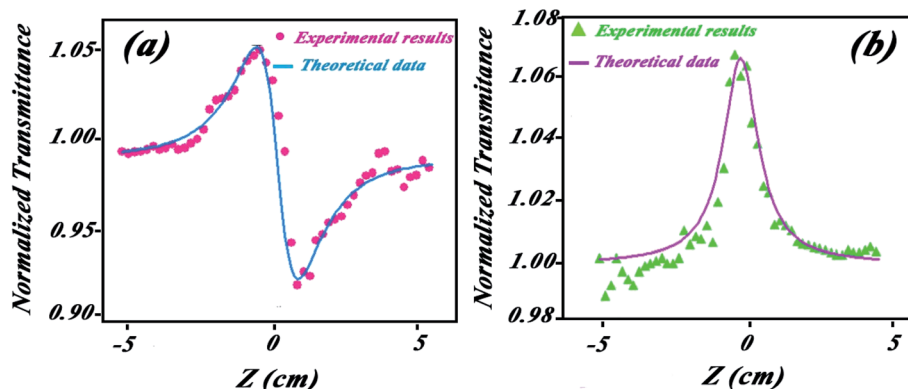 (a)
Experimental results
Theoretical data
Normalized Transmittance
1.05
1.00
0.95
0.90
-5
0
5
Z (cm)
(b)
Experimental results
Theoretical data
Normalized Transmitance
1.08
1.06
1.04
1.02
1.00
0.98
-5
0
5
Z (cm)